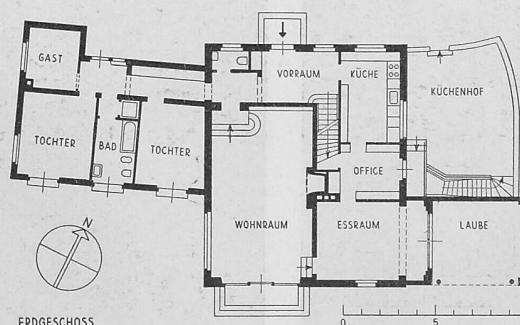 GAST
VORRAUM
KÜCHE
KÜCHENHOF
TOCHTER
BAD
TOCHTER
OFFICE
WOHNRAUM
ESSRAUM
LAUBE
N
ERDGESCHOSS
0 5